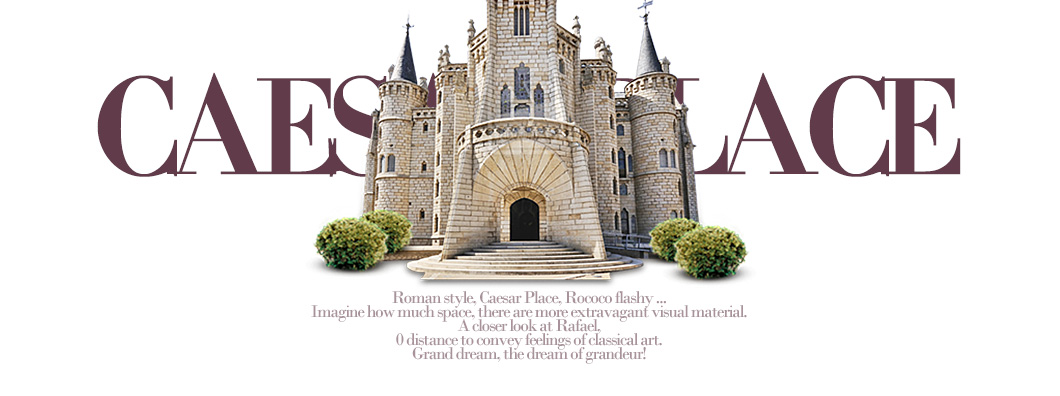 CAES LACE
Roman style, Caesar Place, Rococo flashy ...
Imagine how much space, there are more extravagant visual material.
A closer look at Rafael,
0 distance to convey feelings of classical art.
Grand dream, the dream of grandeur!